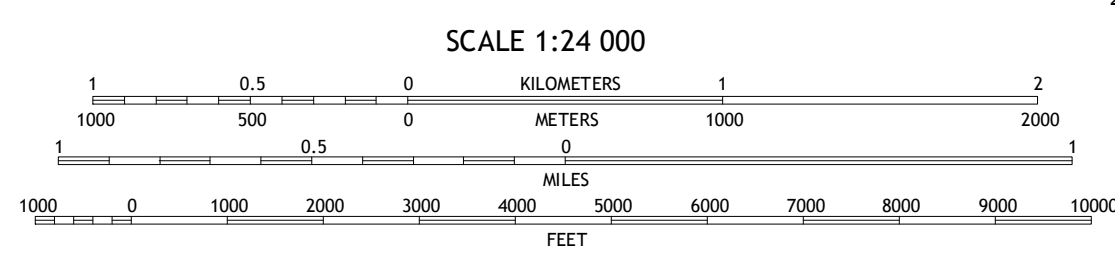 SCALE 1:24 000
1 0.5 0 KILOMETERS 1 2
1000 500 0 METERS 1000 2000
1 0.5 0 1
MILES
1000 0 1000 2000 3000 4000 5000 6000 7000 8000 9000 10000
FEET